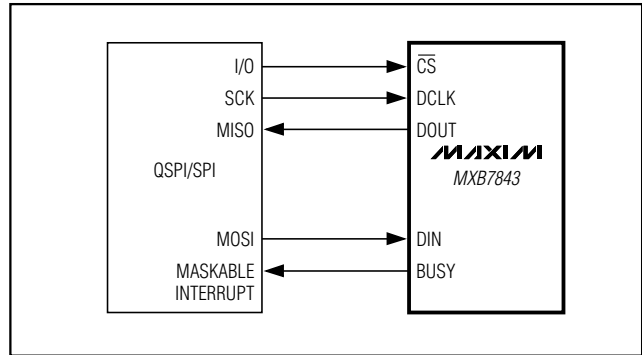 I/O
CS
SCK
DCLK
MISO
DOUT
MAXIM
QSPI/SPI
MXB7843
MOSI
DIN
MASKABLE
INTERRUPT
BUSY